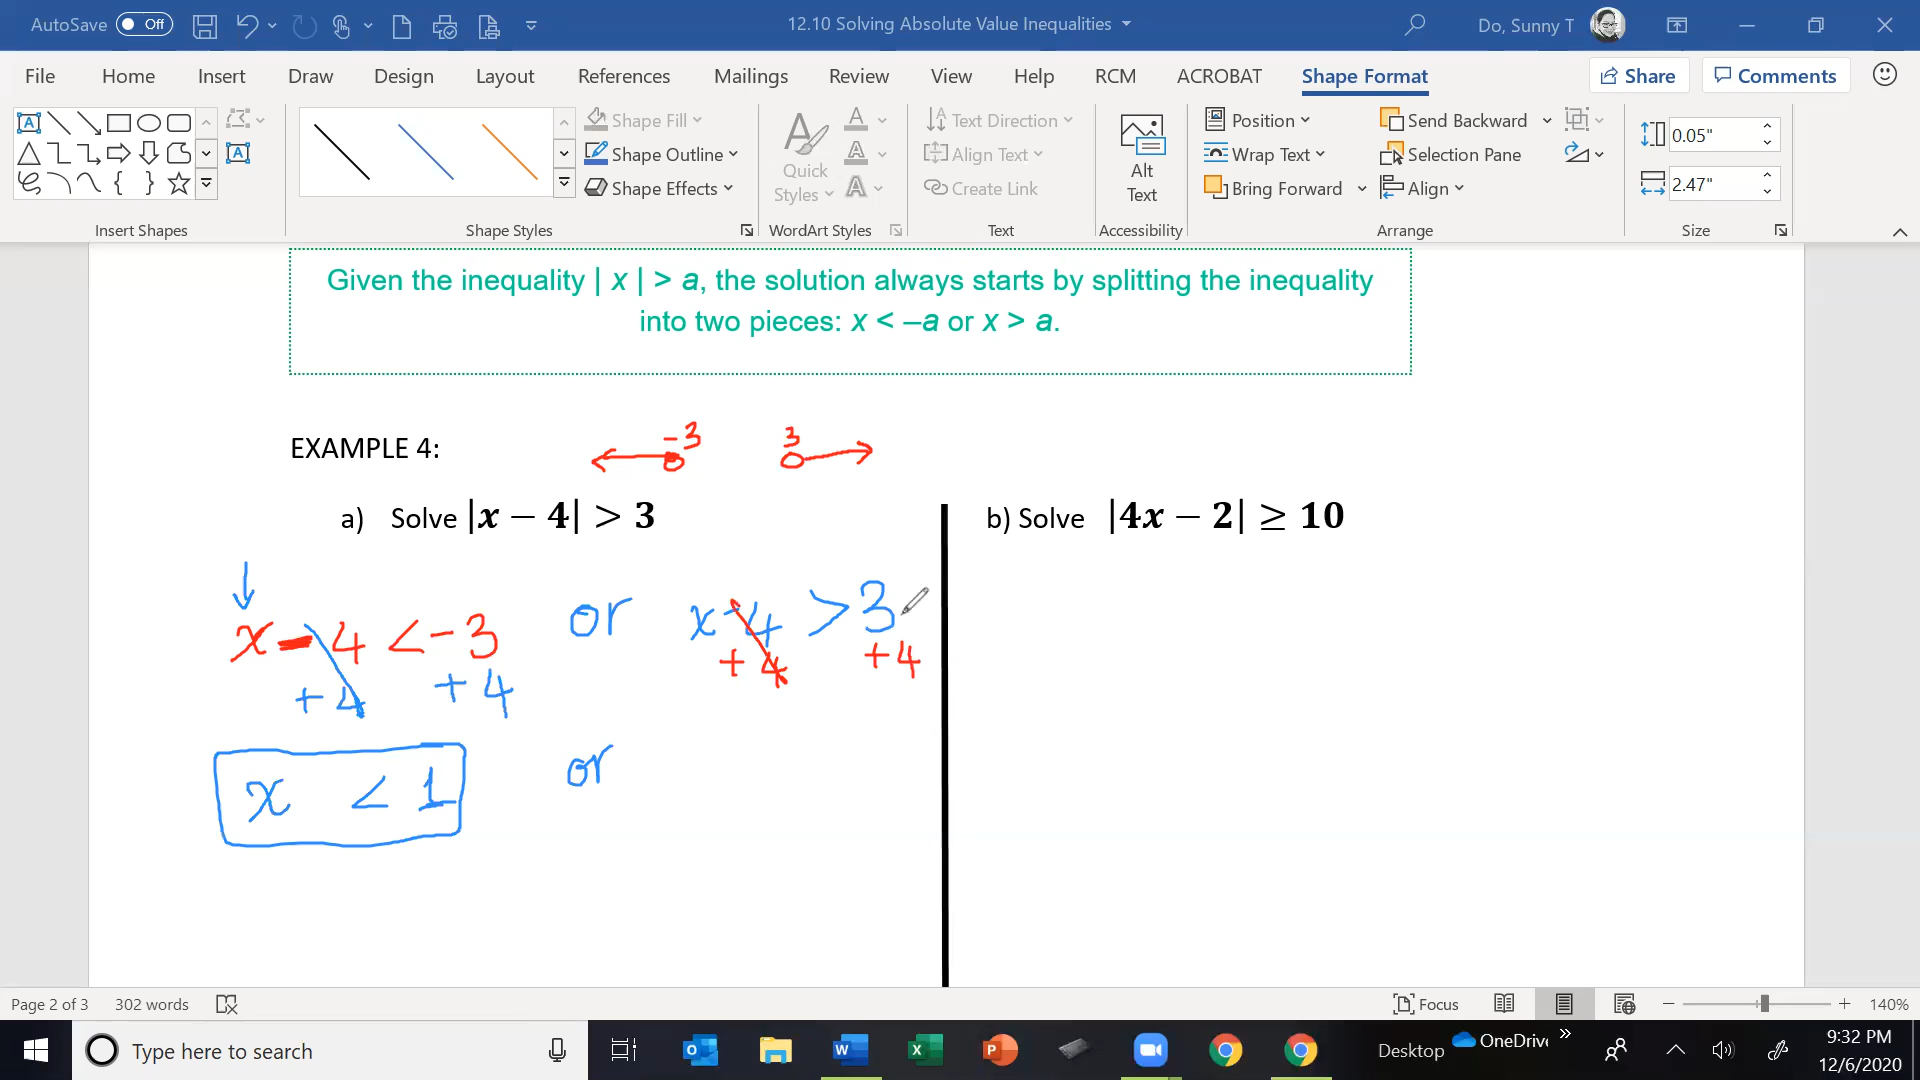 AutoSave Off 12.10 Solving Absolute Value Inequalities Do, Sunny T
File Home Insert Draw Design Layout References Mailings Review View Help RCM ACROBAT Shape Format Share Comments
Shape Fill Text Direction Position Send Backward 0.05"
Shape Outline Align Text Wrap Text Selection Pane
Quick Styles Alt Text
Shape Effects Create Link Bring Forward Align 2.47"
Insert Shapes Shape Styles WordArt Styles Text Accessibility Arrange Size
Given the inequality | x | > a, the solution always starts by splitting the inequality
into two pieces: x < –a or x > a.
-3 3
EXAMPLE 4:
a) Solve |x − 4| > 3 b) Solve |4x − 2| ≥ 10
x - 4 < -3 or x - 4 > 3
+ 4 + 4 + 4 + 4
x < 1 or
Page 2 of 3 302 words Focus 140%
Type here to search Desktop OneDrive 9:32 PM
12/6/2020